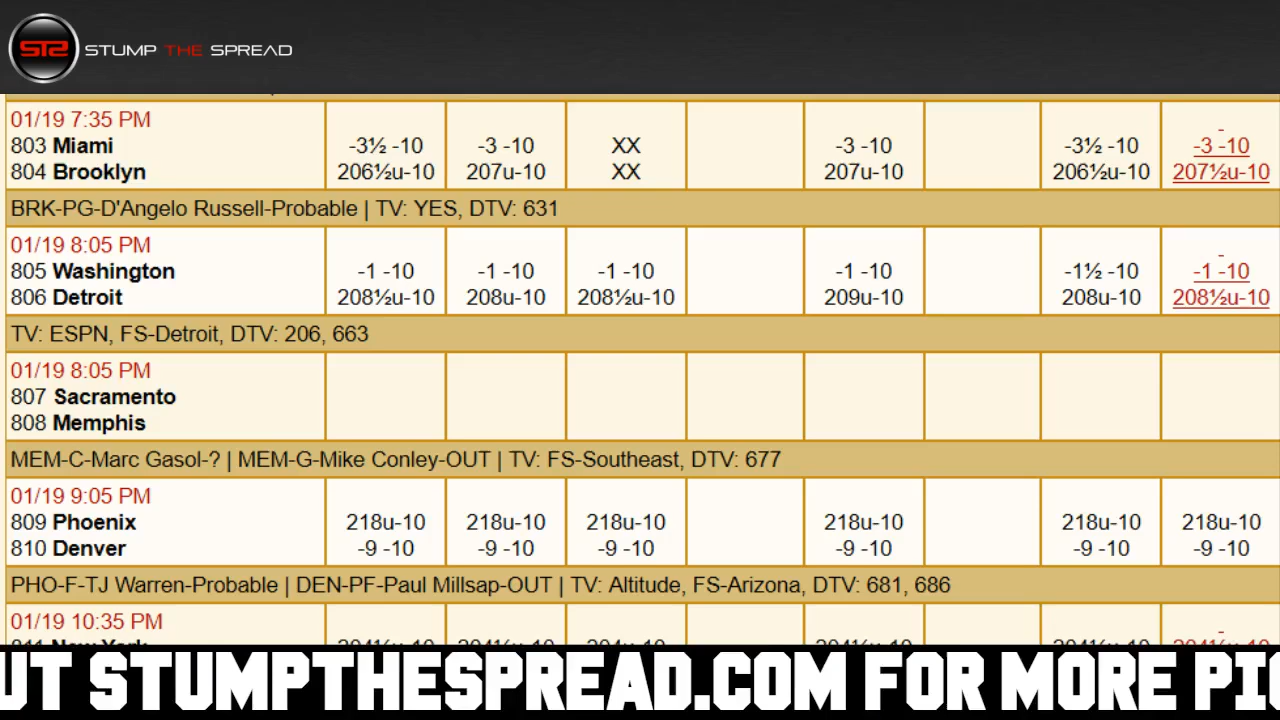 STS STUMP THE SPREAD
01/19 7:35 PM -
803 Miami -3½ -10 -3 -10 XX -3 -10 -3½ -10 -3 -10
804 Brooklyn 206½u-10 207u-10 XX 207u-10 206½u-10 207½u-10
BRK-PG-D'Angelo Russell-Probable | TV: YES, DTV: 631
01/19 8:05 PM -
805 Washington -1 -10 -1 -10 -1 -10 -1 -10 -1½ -10 -1 -10
806 Detroit 208½u-10 208u-10 208½u-10 209u-10 208u-10 208½u-10
TV: ESPN, FS-Detroit, DTV: 206, 663
01/19 8:05 PM
807 Sacramento
808 Memphis
MEM-C-Marc Gasol-? | MEM-G-Mike Conley-OUT | TV: FS-Southeast, DTV: 677
01/19 9:05 PM
809 Phoenix 218u-10 218u-10 218u-10 218u-10 218u-10 218u-10
810 Denver -9 -10 -9 -10 -9 -10 -9 -10 -9 -10 -9 -10
PHO-F-TJ Warren-Probable | DEN-PF-Paul Millsap-OUT | TV: Altitude, FS-Arizona, DTV: 681, 686
01/19 10:35 PM -
811 New York
UT STUMPTHESPREAD.COM FOR MORE PIC